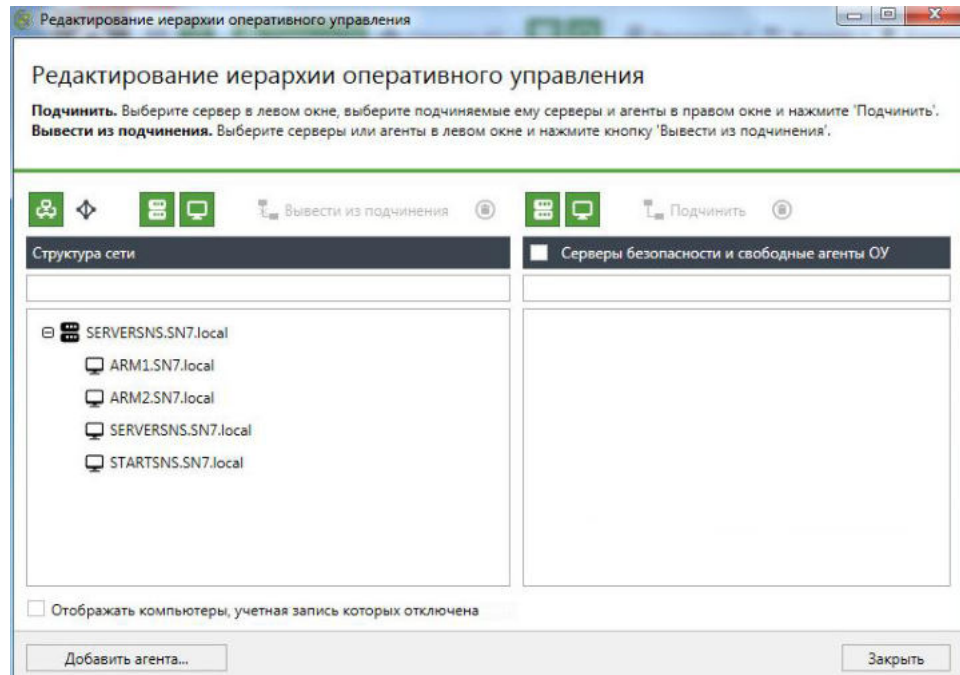 Редактирование иерархии оперативного управления
Редактирование иерархии оперативного управления
Подчинить. Выберите сервер в левом окне, выберите подчиняемые ему серверы и агенты в правом окне и нажмите 'Подчинить'.
Вывести из подчинения. Выберите серверы или агенты в левом окне и нажмите кнопку 'Вывести из подчинения'.
Вывести из подчинения
Подчинить
Структура сети
Серверы безопасности и свободные агенты ОУ
SERVERSNS.SN7.local
ARM1.SN7.local
ARM2.SN7.local
SERVERSNS.SN7.local
STARTSNS.SN7.local
Отображать компьютеры, учетная запись которых отключена
Добавить агента...
Закрыть